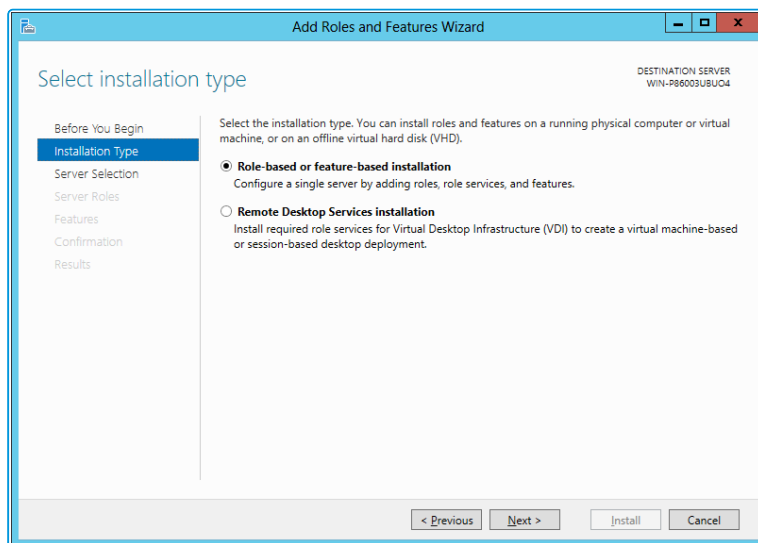 Add Roles and Features Wizard
Select installation type
DESTINATION SERVER
WIN-P86003UBUO4
Before You Begin
Installation Type
Server Selection
Server Roles
Features
Confirmation
Results
Select the installation type. You can install roles and features on a running physical computer or virtual
machine, or on an offline virtual hard disk (VHD).
Role-based or feature-based installation
Configure a single server by adding roles, role services, and features.
Remote Desktop Services installation
Install required role services for Virtual Desktop Infrastructure (VDI) to create a virtual machine-based
or session-based desktop deployment.
< Previous
Next >
Install
Cancel